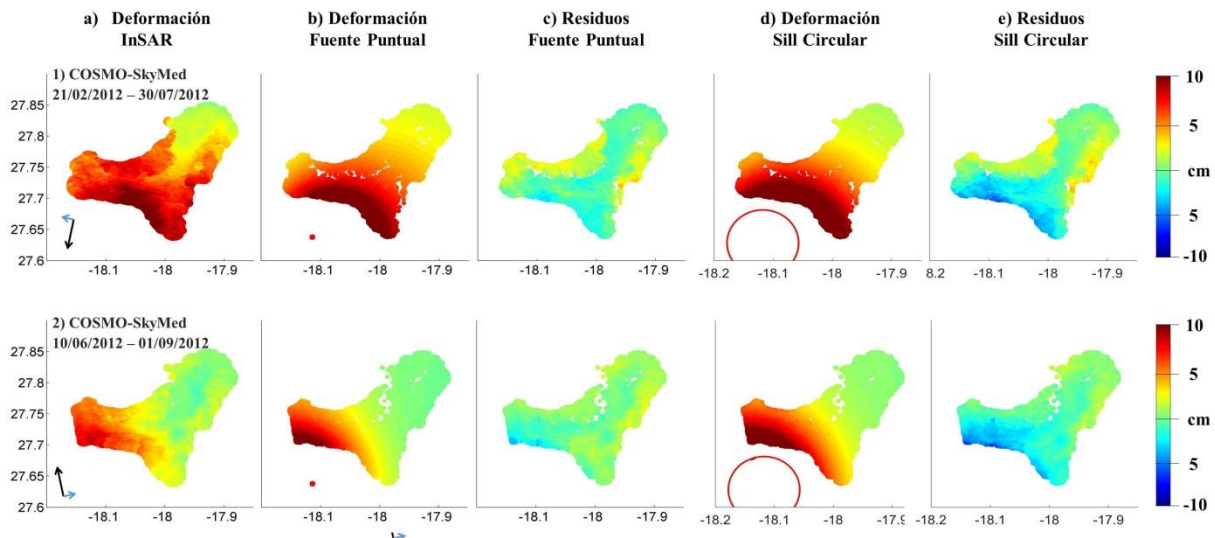 a) Deformación InSAR
b) Deformación Fuente Puntual
c) Residuos Fuente Puntual
d) Deformación Sill Circular
e) Residuos Sill Circular
1) COSMO-SkyMed
21/02/2012 – 30/07/2012
27.85
27.8
27.75
27.7
27.65
27.6
-18.1 -18 -17.9
-18.1 -18 -17.9
-18.1 -18 -17.9
-18.2 -18.1 -18 -17.9
8.2 -18.1 -18 -17.9
10
5
cm
5
-10
2) COSMO-SkyMed
10/06/2012 – 01/09/2012
27.85
27.8
27.75
27.7
27.65
27.6
-18.1 -18 -17.9
-18.1 -18 -17.9
-18.1 -18 -17.9
-18.2 -18.1 -18 -17.9
-18.2 -18.1 -18 -17.9
10
5
cm
5
-10